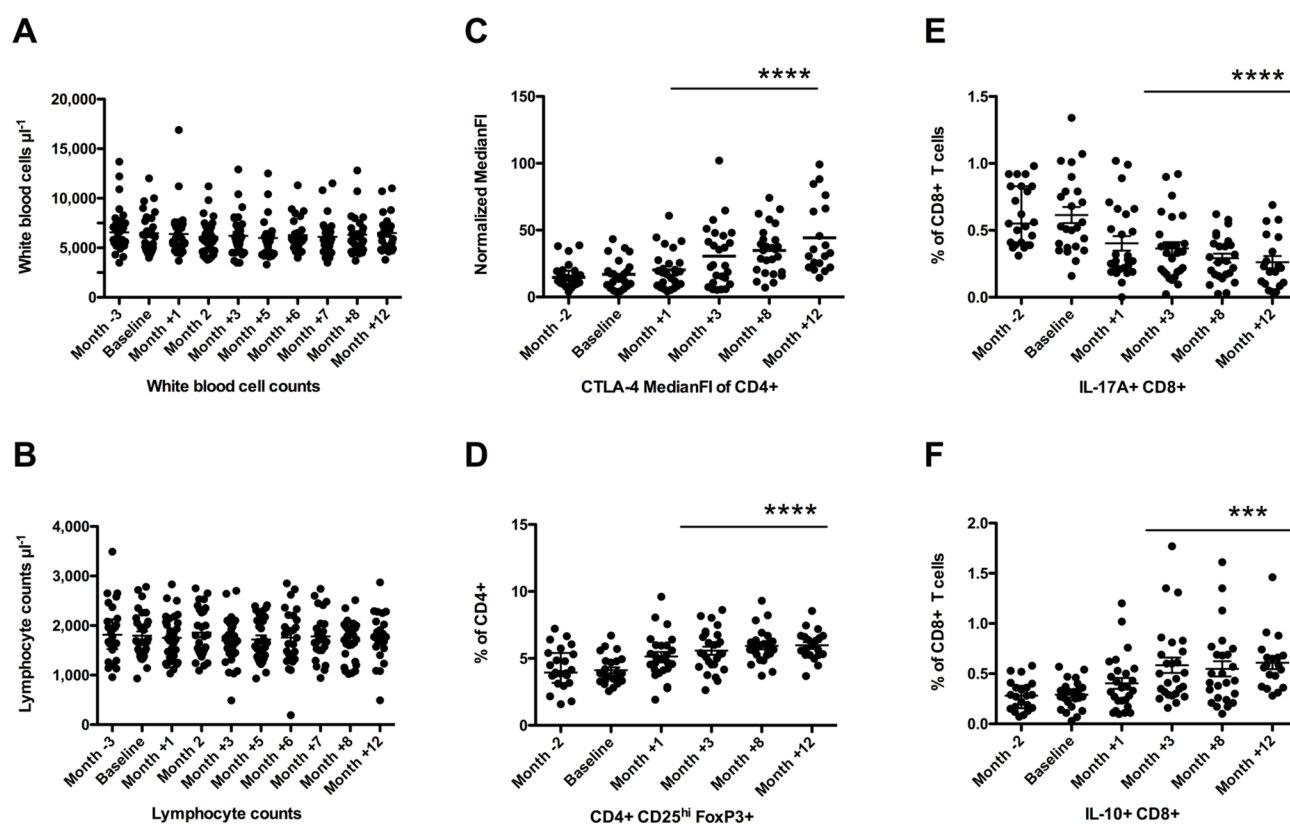 A
20,000
15,000
10,000
5,000
0
White blood cells µl-1
Month -3
Baseline
Month +1
Month 2
Month +3
Month +5
Month +6
Month +7
Month +8
Month +12
White blood cell counts
C
****
150
100
50
0
Normalized MedianFI
Month -2
Baseline
Month +1
Month +3
Month +8
Month +12
CTLA-4 MedianFI of CD4+
E
****
1.5
1.0
0.5
0.0
% of CD8+ T cells
Month -2
Baseline
Month +1
Month +3
Month +8
Month +12
IL-17A+ CD8+
B
4,000
3,000
2,000
1,000
0
Lymphocyte counts µl-1
Month -3
Baseline
Month +1
Month 2
Month +3
Month +5
Month +6
Month +7
Month +8
Month +12
Lymphocyte counts
D
****
15
10
5
0
% of CD4+
Month -2
Baseline
Month +1
Month +3
Month +8
Month +12
CD4+ CD25hi FoxP3+
F
***
2.0
1.5
1.0
0.5
0.0
% of CD8+ T cells
Month -2
Baseline
Month +1
Month +3
Month +8
Month +12
IL-10+ CD8+